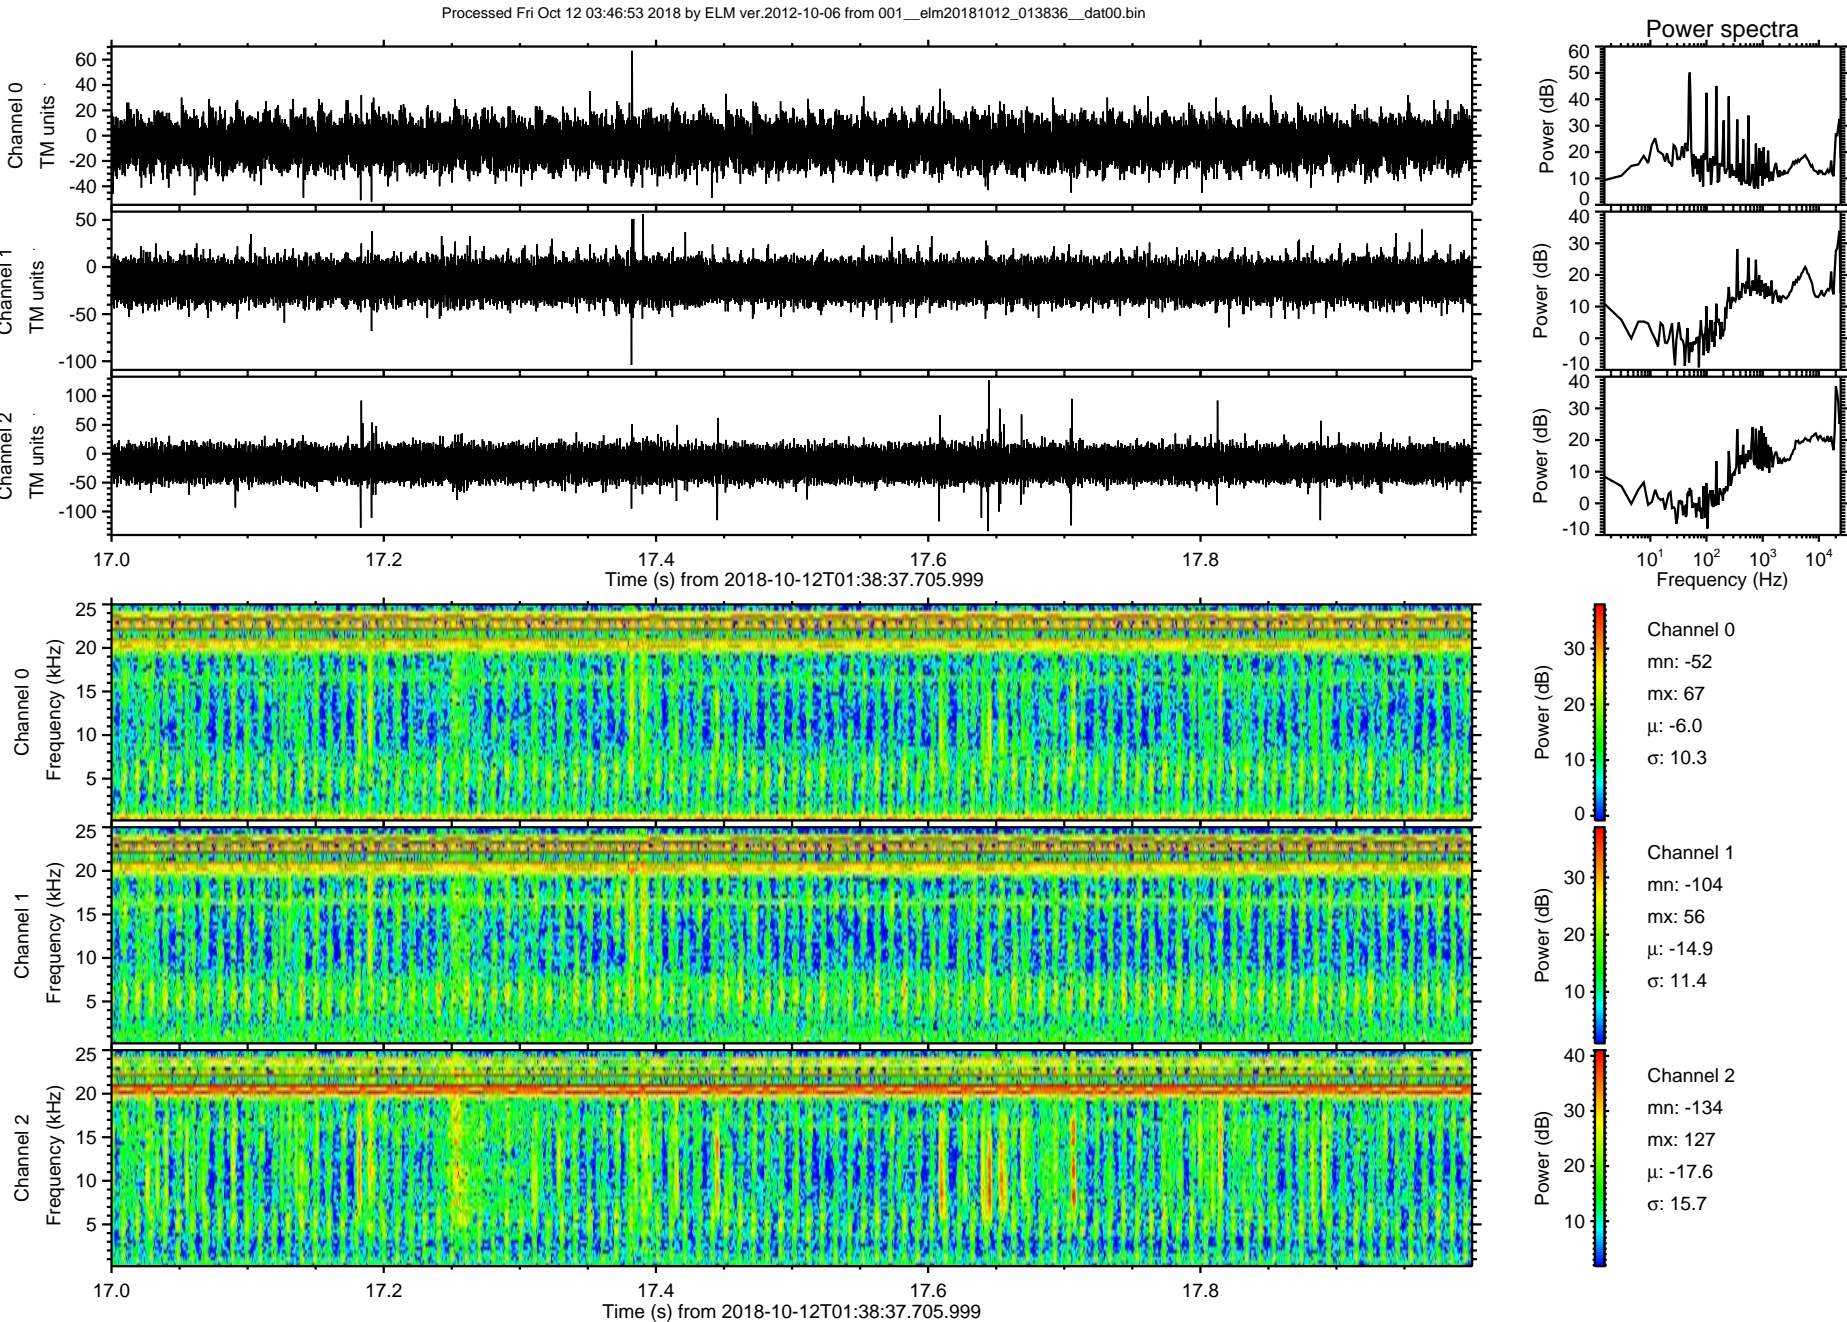 Processed Fri Oct 12 03:46:53 2018 by ELM ver.2012-10-06 from 001__elm20181012_013836__dat00.bin
Power spectra
Channel 0
TM units
60
40
20
0
-20
-40
Power (dB)
60
50
40
30
20
10
0
Channel 1
TM units
50
0
-50
-100
Power (dB)
40
30
20
10
0
-10
Channel 2
TM units
100
50
0
-50
-100
Power (dB)
40
30
20
10
0
-10
17.0 17.2 17.4 17.6 17.8
Time (s) from 2018-10-12T01:38:37.705.999
10^1 10^2 10^3 10^4
Frequency (Hz)
Channel 0
Frequency (kHz)
25
20
15
10
5
Power (dB)
30
20
10
0
Channel 0
mn: -52
mx: 67
μ: -6.0
σ: 10.3
Channel 1
Frequency (kHz)
25
20
15
10
5
Power (dB)
30
20
10
Channel 1
mn: -104
mx: 56
μ: -14.9
σ: 11.4
Channel 2
Frequency (kHz)
25
20
15
10
5
Power (dB)
40
30
20
10
Channel 2
mn: -134
mx: 127
μ: -17.6
σ: 15.7
17.0 17.2 17.4 17.6 17.8
Time (s) from 2018-10-12T01:38:37.705.999